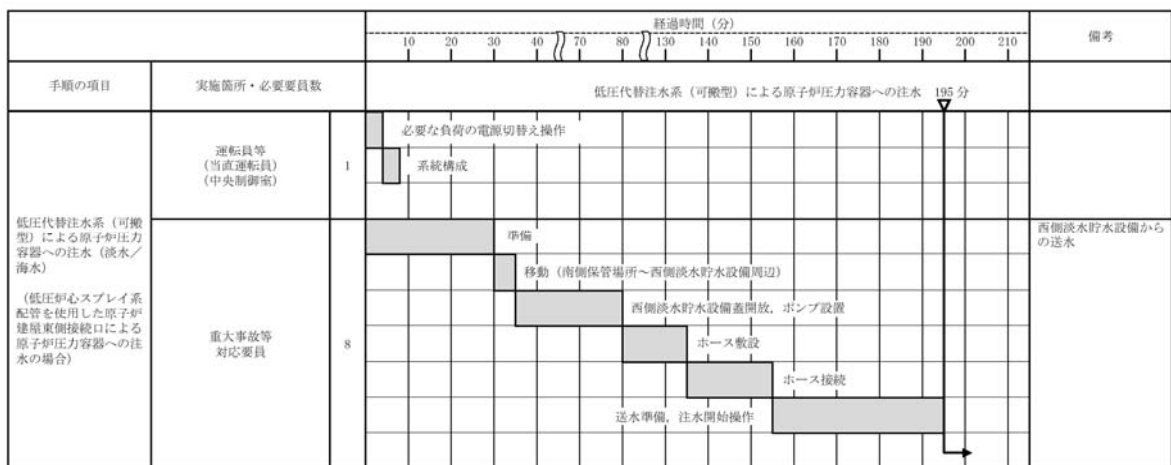 経過時間(分)
備考
10 20 30 40 70 80 130 140 150 160 170 180 190 200 210
手順の項目
実施箇所・必要要員数
低圧代替注水系(可搬型)による原子炉圧力容器への注水 195 分
運転員等
(当直運転員)
(中央制御室)
1
必要な負荷の電源切替え操作
系統構成
低圧代替注水系(可搬
型)による原子炉圧力
容器への注水(淡水/
海水)
(低圧炉心スプレイ系
配管を使用した原子炉
建屋東側接続口による
原子炉圧力容器への注
水の場合)
重大事故等
対応要員
8
準備
移動(南側保管場所~西側淡水貯水設備周辺)
西側淡水貯水設備蓋開放,ポンプ設置
ホース敷設
ホース接続
送水準備,注水開始操作
西側淡水貯水設備から
の送水